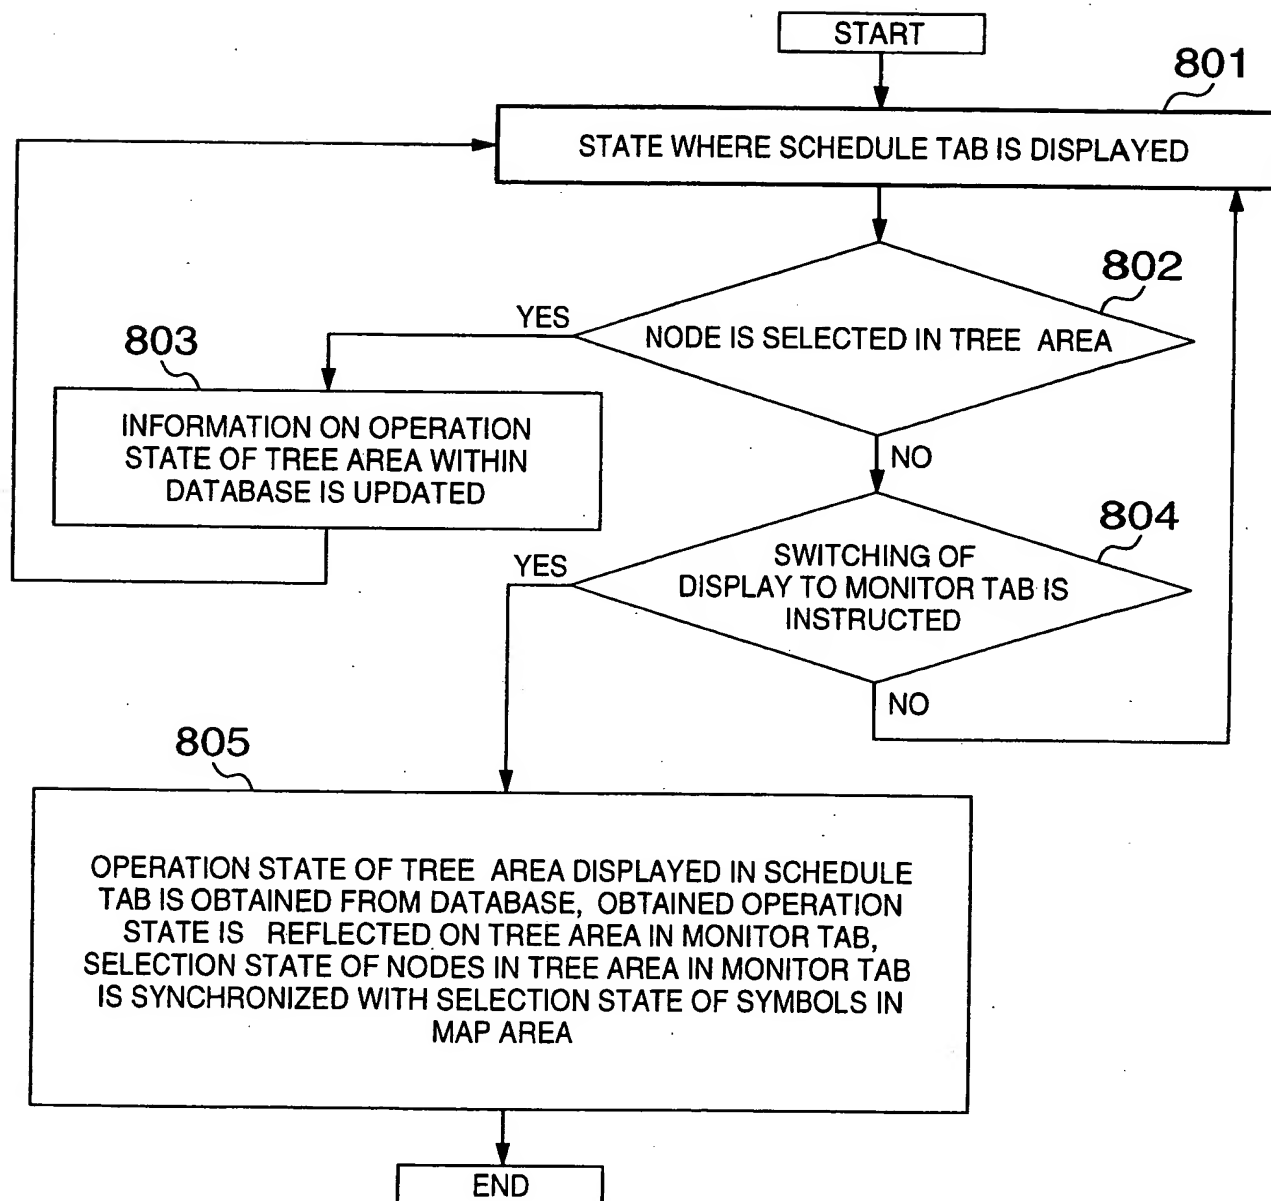 START
801
STATE WHERE SCHEDULE TAB IS DISPLAYED
802
YES
NODE IS SELECTED IN TREE AREA
803
INFORMATION ON OPERATION
STATE OF TREE AREA WITHIN
DATABASE IS UPDATED
NO
804
YES
SWITCHING OF
DISPLAY TO MONITOR TAB IS
INSTRUCTED
NO
805
OPERATION STATE OF TREE AREA DISPLAYED IN SCHEDULE
TAB IS OBTAINED FROM DATABASE, OBTAINED OPERATION
STATE IS REFLECTED ON TREE AREA IN MONITOR TAB,
SELECTION STATE OF NODES IN TREE AREA IN MONITOR TAB
IS SYNCHRONIZED WITH SELECTION STATE OF SYMBOLS IN
MAP AREA
END